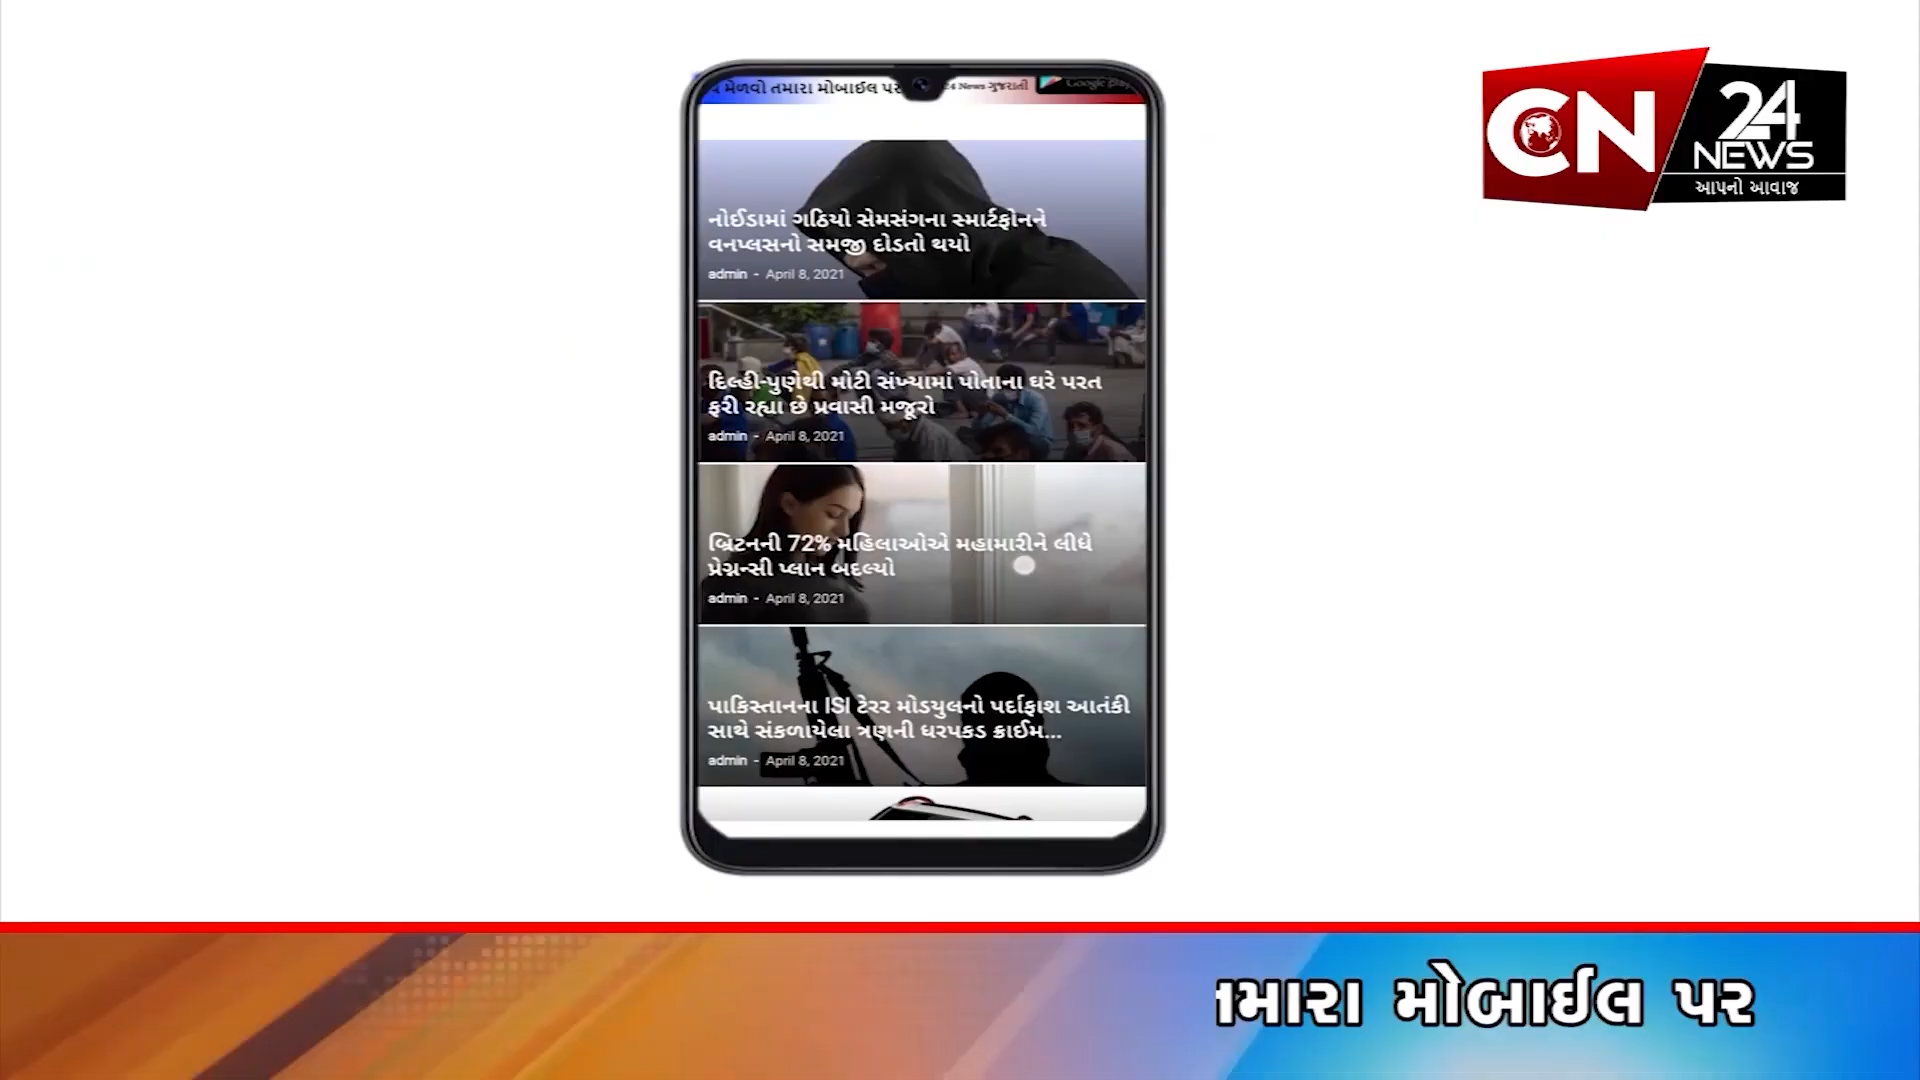 મેળવો તમારા મોબાઈલ પર
24 News ગુજરાતી
Google play
CN
24
NEWS
આપનો આવાજ
નોઈડામાં ગઠિયો સેમસંગના સ્માર્ટફોનને
વનપ્લસનો સમજી દોડતો થયો
admin - April 8, 2021
દિલ્હી-પુણેથી મોટી સંખ્યામાં પોતાના ઘરે પરત
ફરી રહ્યા છે પ્રવાસી મજૂરો
admin - April 8, 2021
બ્રિટનની 72% મહિલાઓએ મહામારીને લીધે
પ્રેગ્નન્સી પ્લાન બદલ્યો
admin - April 8, 2021
પાકિસ્તાનના ISI ટેરર મોડયુલનો પર્દાફાશ આતંકી
સાથે સંકળાયેલા ત્રણની ધરપકડ ક્રાઈમ...
admin - April 8, 2021
મોબાઈલ પર